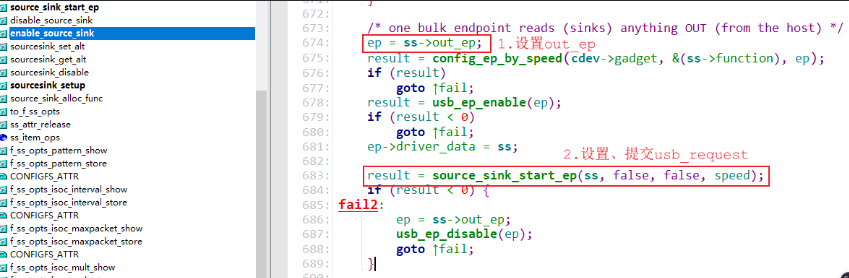 source_sink_start_ep
disable_source_sink
enable_source_sink
sourcesink_set_alt
sourcesink_get_alt
sourcesink_disable
sourcesink_setup
source_sink_alloc_func
to_f_ss_opts
ss_attr_release
ss_item_ops
f_ss_opts_pattern_show
f_ss_opts_pattern_store
CONFIGFS_ATTR
f_ss_opts_isoc_interval_show
f_ss_opts_isoc_interval_store
CONFIGFS_ATTR
f_ss_opts_isoc_maxpacket_show
f_ss_opts_isoc_maxpacket_store
CONFIGFS_ATTR
f_ss_opts_isoc_mult_show
672:
673: /* one bulk endpoint reads (sinks) anything OUT (from the host) */
674: ep = ss->out_ep; 1.设置out_ep
675: result = config_ep_by_speed(cdev->gadget, &(ss->function), ep);
676: if (result)
677: goto ↑fail;
678: result = usb_ep_enable(ep);
679: if (result < 0)
680: goto ↑fail;
681: ep->driver_data = ss;
682: 2.设置、提交usb_request
683: result = source_sink_start_ep(ss, false, false, speed);
684: if (result < 0) {
685: fail2:
686: ep = ss->out_ep;
687: usb_ep_disable(ep);
688: goto ↑fail;
689: }